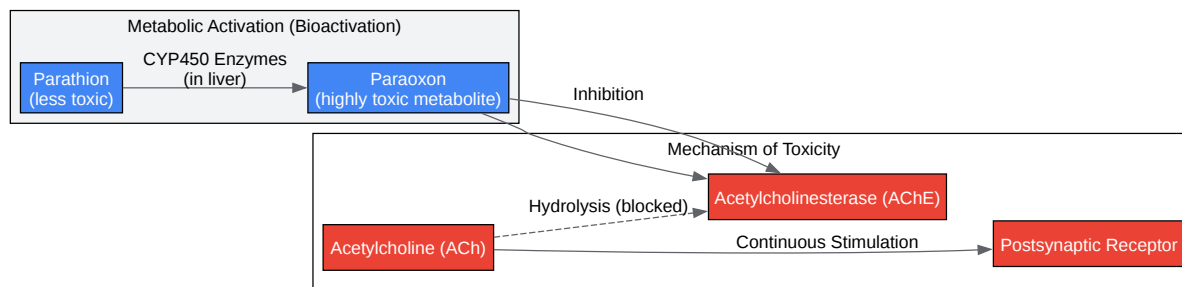 Metabolic Activation (Bioactivation)
CYP450 Enzymes
(in liver)
Parathion
(less toxic)
Paraoxon
(highly toxic metabolite)
Inhibition
Mechanism of Toxicity
Acetylcholinesterase (AChE)
Hydrolysis (blocked)
Acetylcholine (ACh)
Continuous Stimulation
Postsynaptic Receptor